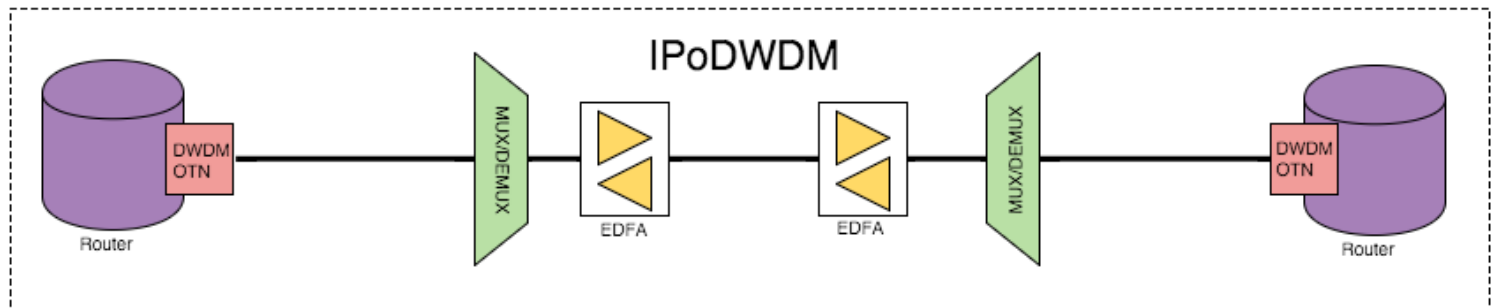 IPoDWDM
DWDM
OTN
Router
MUX/DEMUX
EDFA
EDFA
MUX/DEMUX
DWDM
OTN
Router